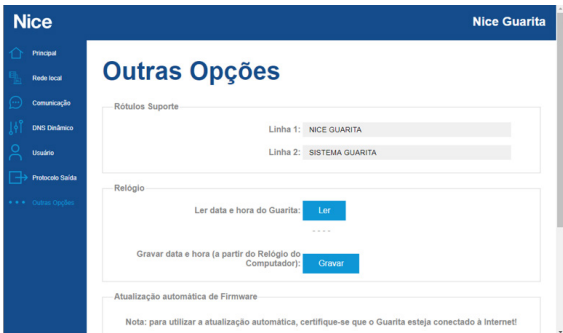 Nice
Nice Guarita
Principal
Rede local
Comunicação
DNS Dinâmico
Usuário
Protocolo Saída
Outras Opções
Outras Opções
Rótulos Suporte
Linha 1: NICE GUARITA
Linha 2: SISTEMA GUARITA
Relógio
Ler data e hora do Guarita: Ler
- - - -
Gravar data e hora (a partir do Relógio do
Computador): Gravar
Atualização automática de Firmware
Nota: para utilizar a atualização automática, certifique-se que o Guarita esteja conectado à Internet!